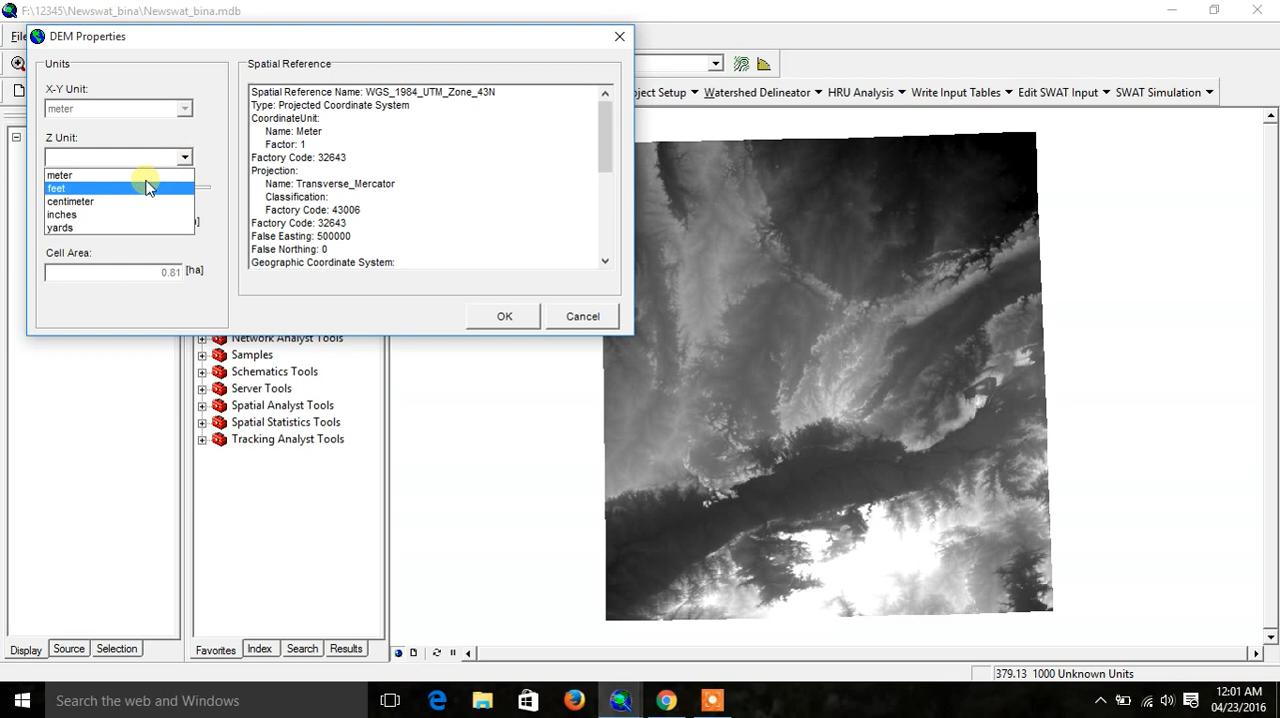 F:\12345\Newswat_bina\Newswat_bina.mdb
DEM Properties
Units
X-Y Unit:
meter
Z Unit:
meter
feet
centimeter
inches
yards
Cell Area:
0.81 [ha]
Spatial Reference
Spatial Reference Name: WGS_1984_UTM_Zone_43N
Type: Projected Coordinate System
CoordinateUnit:
Name: Meter
Factor: 1
Factory Code: 32643
Projection:
Name: Transverse_Mercator
Classification:
Factory Code: 43006
Factory Code: 32643
False Easting: 500000
False Northing: 0
Geographic Coordinate System:
OK Cancel
ject Setup Watershed Delineator HRU Analysis Write Input Tables Edit SWAT Input SWAT Simulation
Network Analyst Tools
Samples
Schematics Tools
Server Tools
Spatial Analyst Tools
Spatial Statistics Tools
Tracking Analyst Tools
Display Source Selection
Favorites Index Search Results
379.13 1000 Unknown Units
Search the web and Windows
12:01 AM
04/23/2016